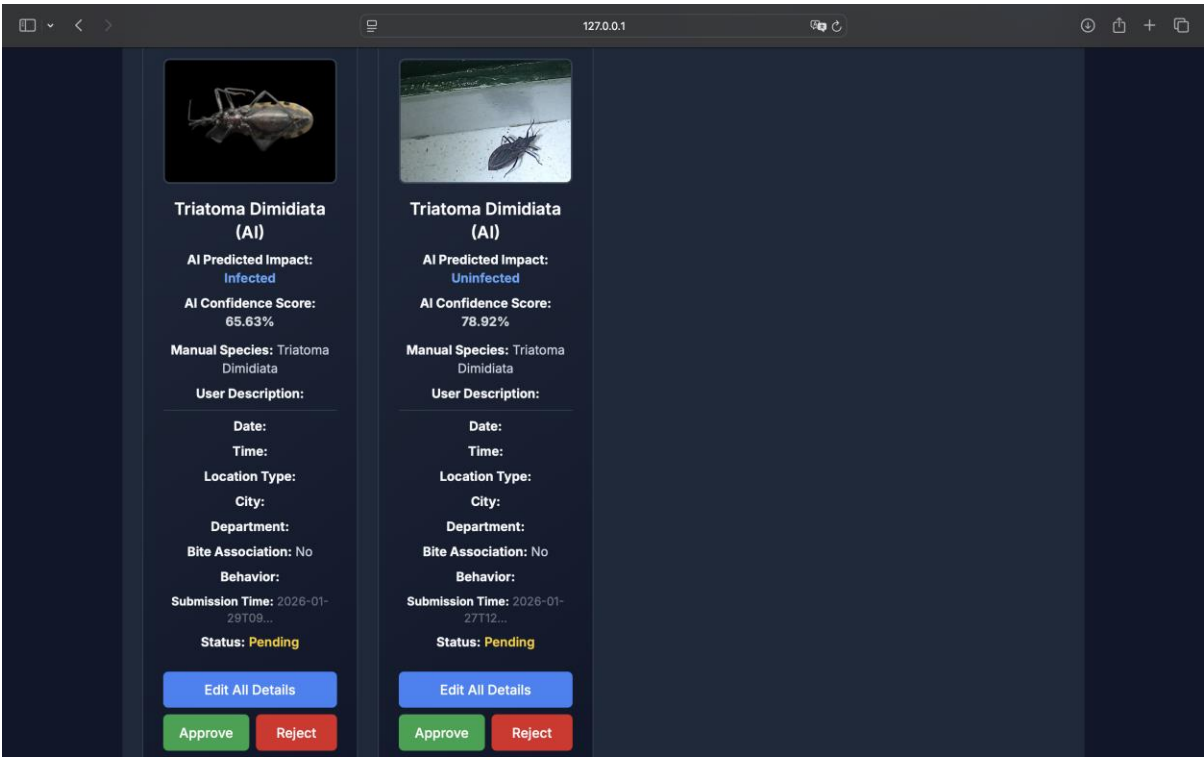 127.0.0.1
Triatoma Dimidiata
(AI)
AI Predicted Impact:
Infected
AI Confidence Score:
65.63%
Manual Species: Triatoma
Dimidiata
User Description:
Date:
Time:
Location Type:
City:
Department:
Bite Association: No
Behavior:
Submission Time: 2026-01-
29T09...
Status: Pending
Edit All Details
Approve
Reject
Triatoma Dimidiata
(AI)
AI Predicted Impact:
Uninfected
AI Confidence Score:
78.92%
Manual Species: Triatoma
Dimidiata
User Description:
Date:
Time:
Location Type:
City:
Department:
Bite Association: No
Behavior:
Submission Time: 2026-01-
27T12...
Status: Pending
Edit All Details
Approve
Reject